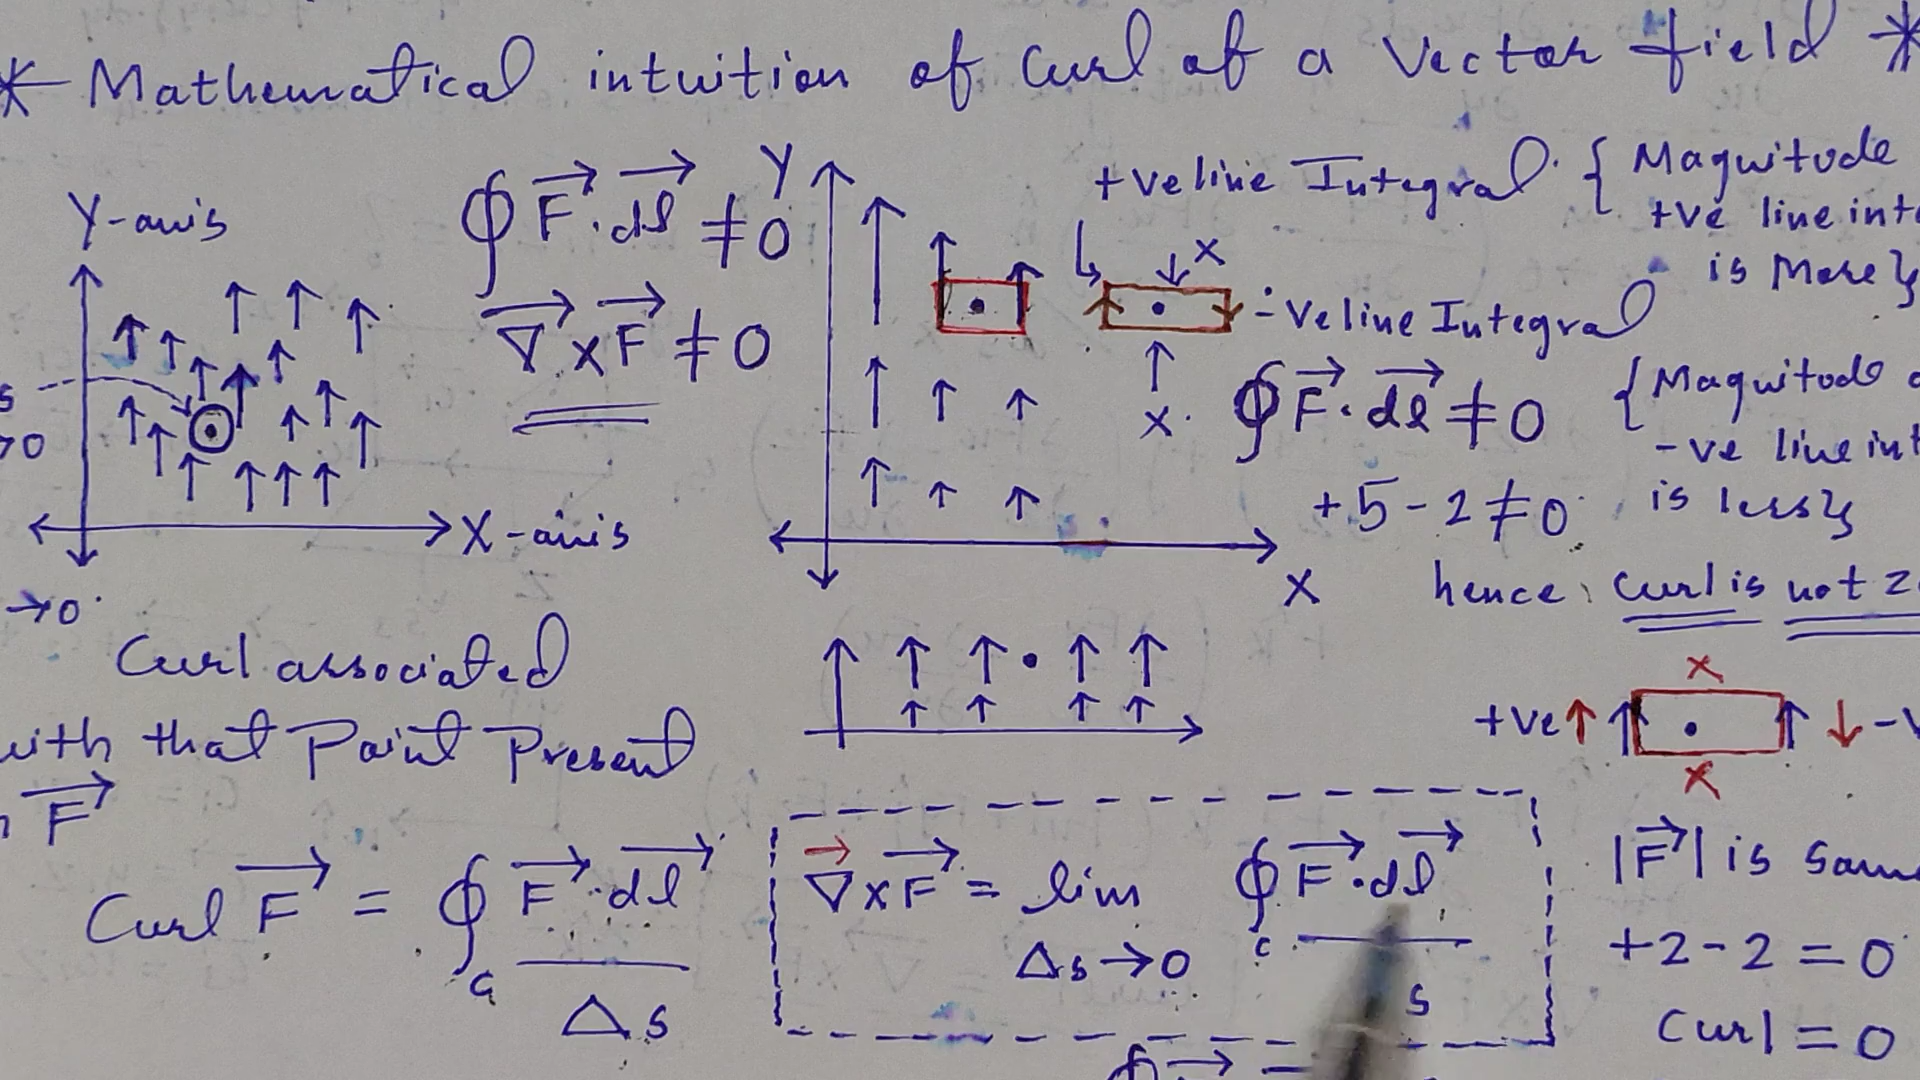 * Mathematical intuition of Curl of a Vector field *
Y-axis
∮ F⃗ · dl⃗ ≠ 0
∇⃗ × F⃗ ≠ 0
s
→0
X-axis
→0
Y
X
+ve line Integral { Magnitude
+ve line int
is more }
X
- ve line Integral
X
∮ F⃗ · dl⃗ ≠ 0
{ Magnitude
-ve line int
is less }
+5 - 2 ≠ 0
hence, curl is not z
Curl associated
with that Point Present
F⃗
X
+ve ↑ ↑ ↑ ↓ -v
X
Curl F⃗ = ∮c F⃗ · dl⃗ / Δs
∇⃗ × F⃗ = lim Δs→0 ∮c F⃗ · dl⃗ / s
|F⃗| is sam
+2 - 2 = 0
Curl = 0